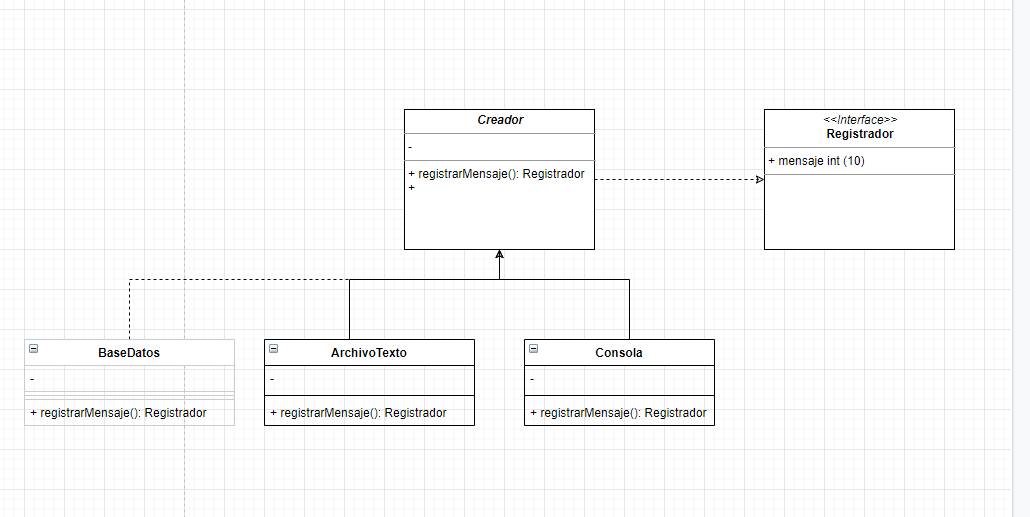 Creador
-
+ registrarMensaje(): Registrador
+
<<Interface>>
Registrador
+ mensaje int (10)
BaseDatos
-
+ registrarMensaje(): Registrador
ArchivoTexto
-
+ registrarMensaje(): Registrador
Consola
-
+ registrarMensaje(): Registrador